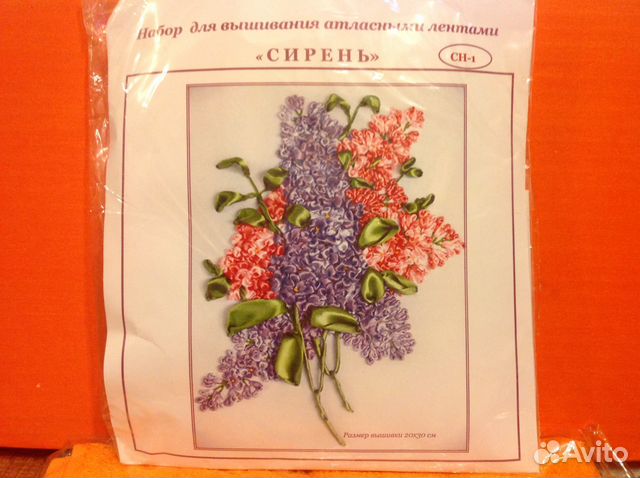 Набор для вышивания атласными лентами
«СИРЕНЬ»
СН-1
Размер вышивки 20х30 см
Avito